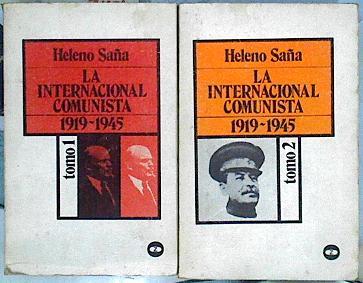 Heleno Saña
LA
INTERNACIONAL
COMUNISTA
1919-1945
tomo 1
Heleno Saña
LA
INTERNACIONAL
COMUNISTA
1919-1945
tomo 2